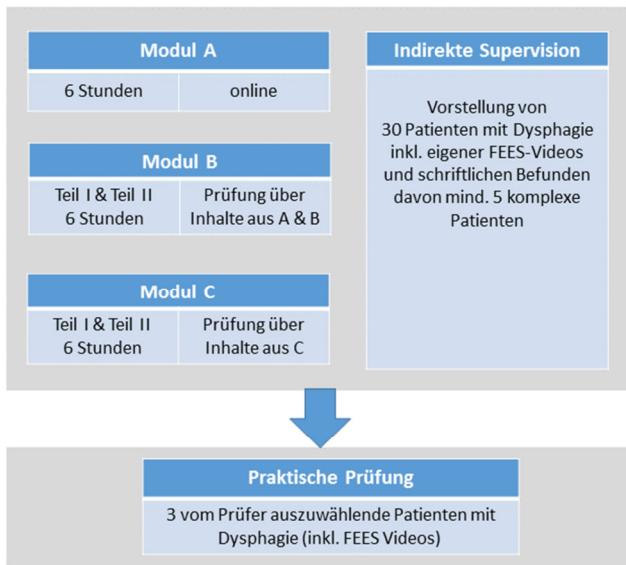 Modul A
6 Stunden
online
Modul B
Teil I & Teil II
6 Stunden
Prüfung über
Inhalte aus A & B
Modul C
Teil I & Teil II
6 Stunden
Prüfung über
Inhalte aus C
Indirekte Supervision
Vorstellung von
30 Patienten mit Dysphagie
inkl. eigener FEES-Videos
und schriftlichen Befunden
davon mind. 5 komplexe
Patienten
Praktische Prüfung
3 vom Prüfer auszuwählende Patienten mit
Dysphagie (inkl. FEES Videos)